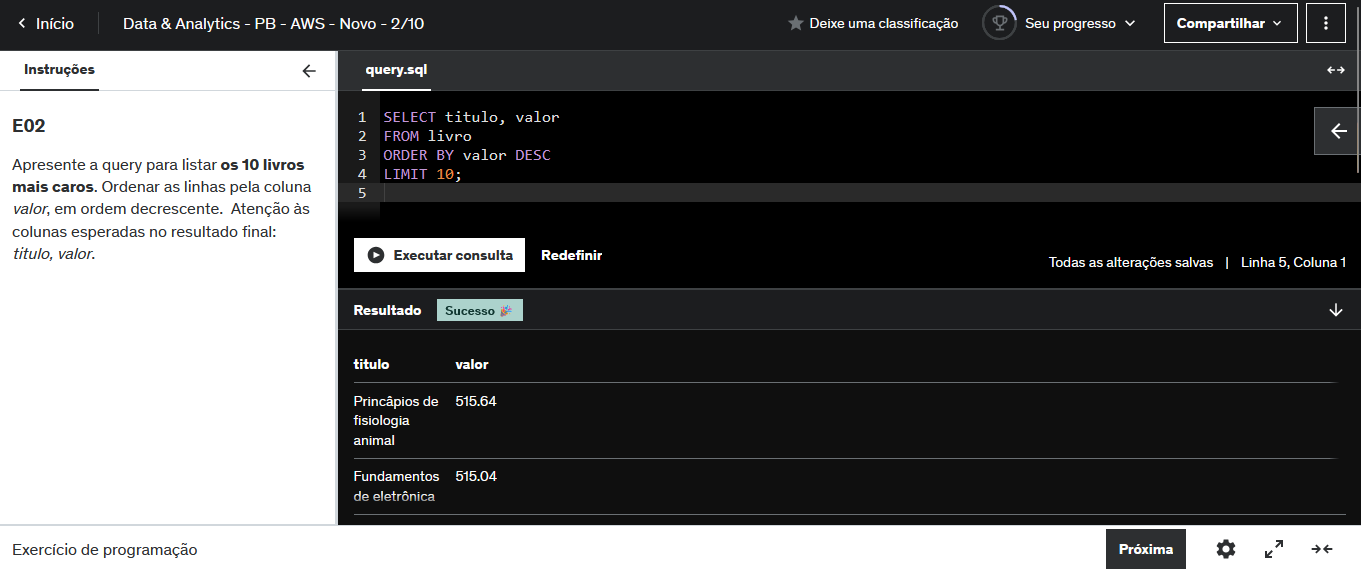 Início
Data & Analytics - PB - AWS - Novo - 2/10
Deixe uma classificação
Seu progresso
Compartilhar
Instruções
query.sql
E02
Apresente a query para listar os 10 livros
mais caros. Ordenar as linhas pela coluna
valor, em ordem decrescente.  Atenção às
colunas esperadas no resultado final:
titulo, valor.
1 SELECT titulo, valor
2 FROM livro
3 ORDER BY valor DESC
4 LIMIT 10;
5
Executar consulta
Redefinir
Todas as alterações salvas | Linha 5, Coluna 1
Resultado
Sucesso 🎉
titulo valor
Princâpios de 515.64
fisiologia
animal
Fundamentos 515.04
de eletrônica
Exercício de programação
Próxima